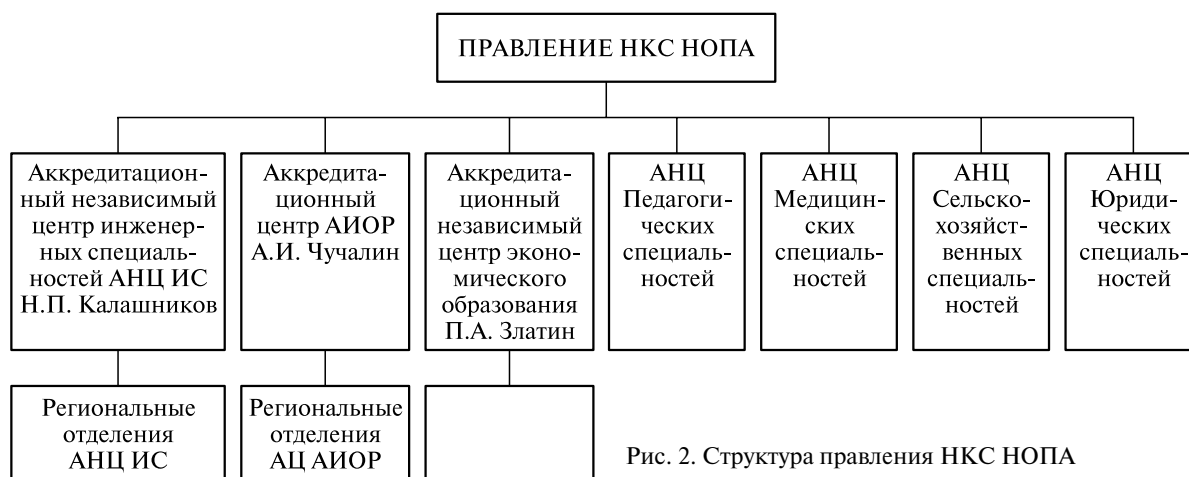 ПРАВЛЕНИЕ НКС НОПА
Аккредитацион-
ный независимый
центр инженер-
ных специаль-
ностей АНЦ ИС
Н.П. Калашников
Аккредита-
ционный
центр АИОР
А.И. Чучалин
Аккредита-
ционный
независимый
центр эконо-
мического
образования
П.А. Златин
АНЦ
Педагоги-
ческих
специаль-
ностей
АНЦ
Медицин-
ских
специаль-
ностей
АНЦ
Сельско-
хозяйст-
венных
специаль-
ностей
АНЦ
Юриди-
ческих
специаль-
ностей
Региональные
отделения
АНЦ ИС
Региональные
отделения
АЦ АИОР
Рис. 2. Структура правления НКС НОПА